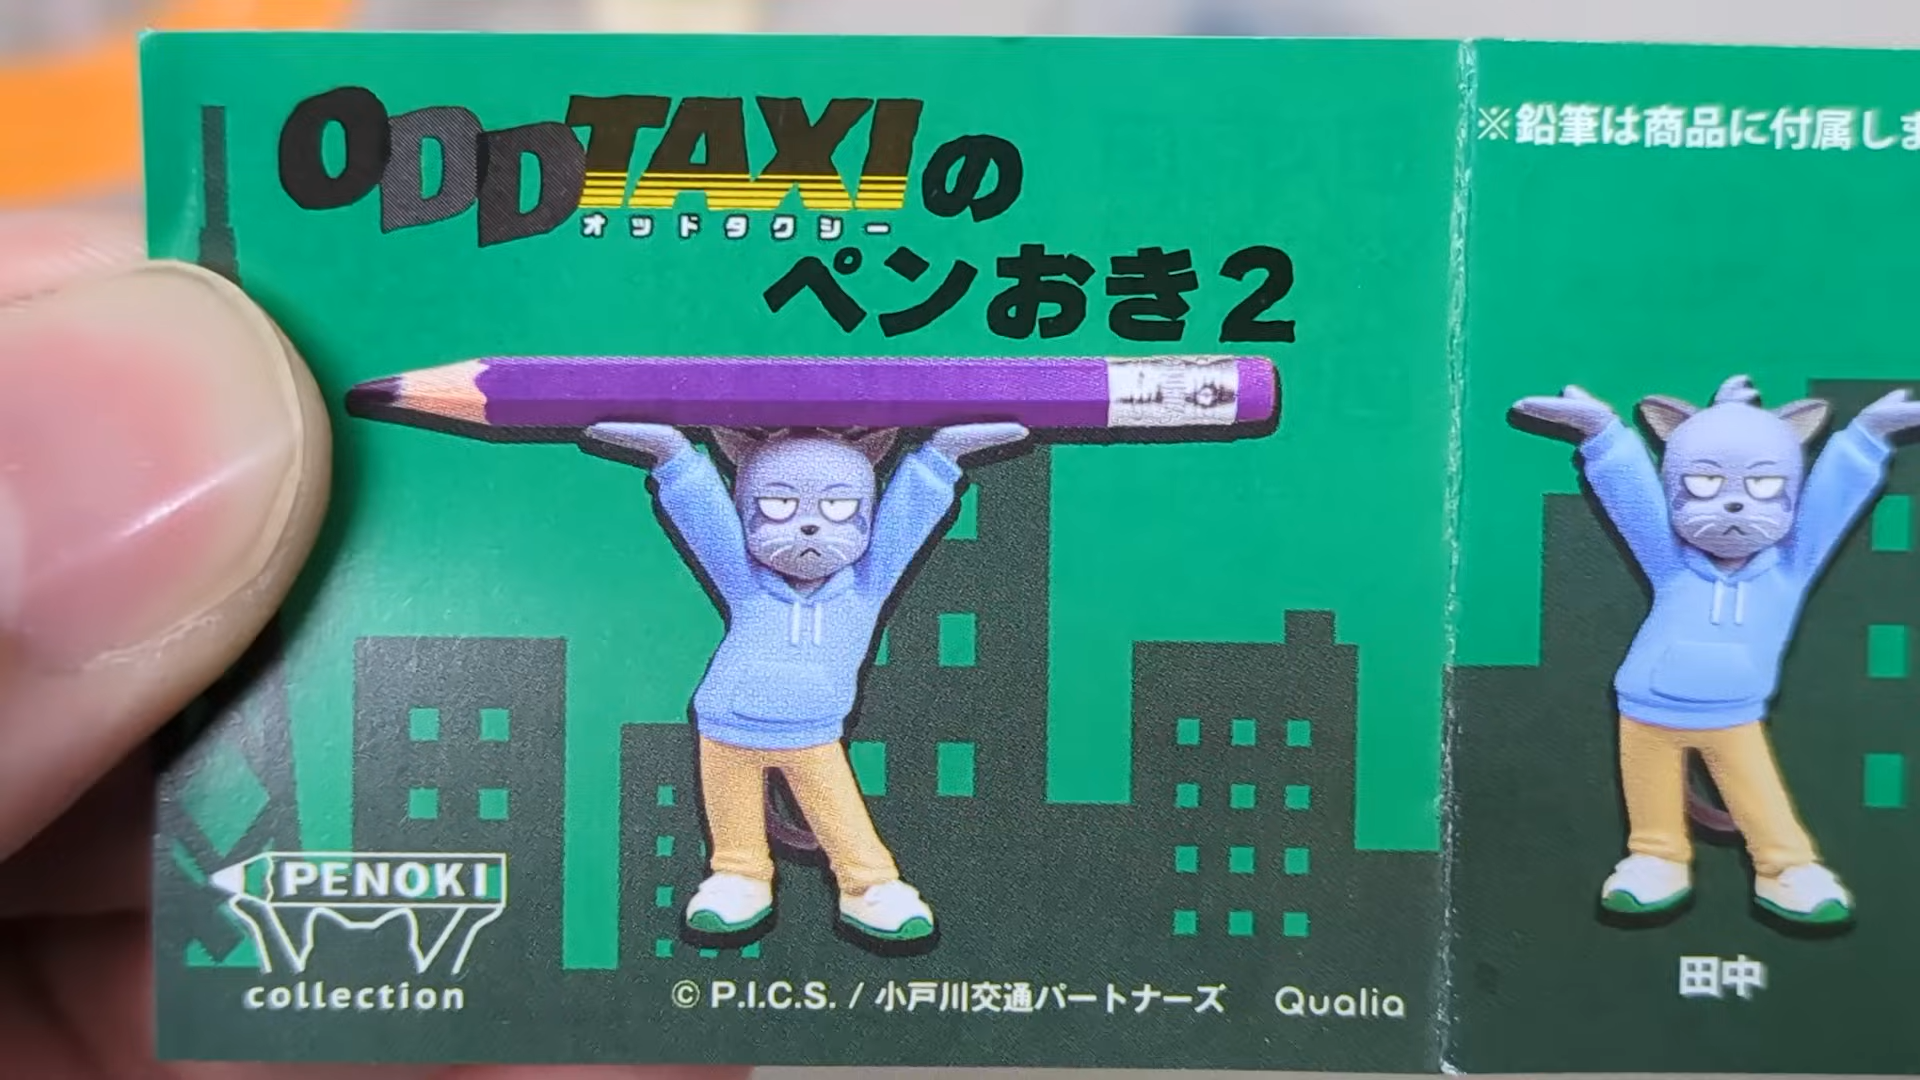 ODDTAXIの
オッドタクシー
ペンおき2
※鉛筆は商品に付属しま
PENOKI
collection
© P.I.C.S. / 小戸川交通パートナーズ
Qualia
田中